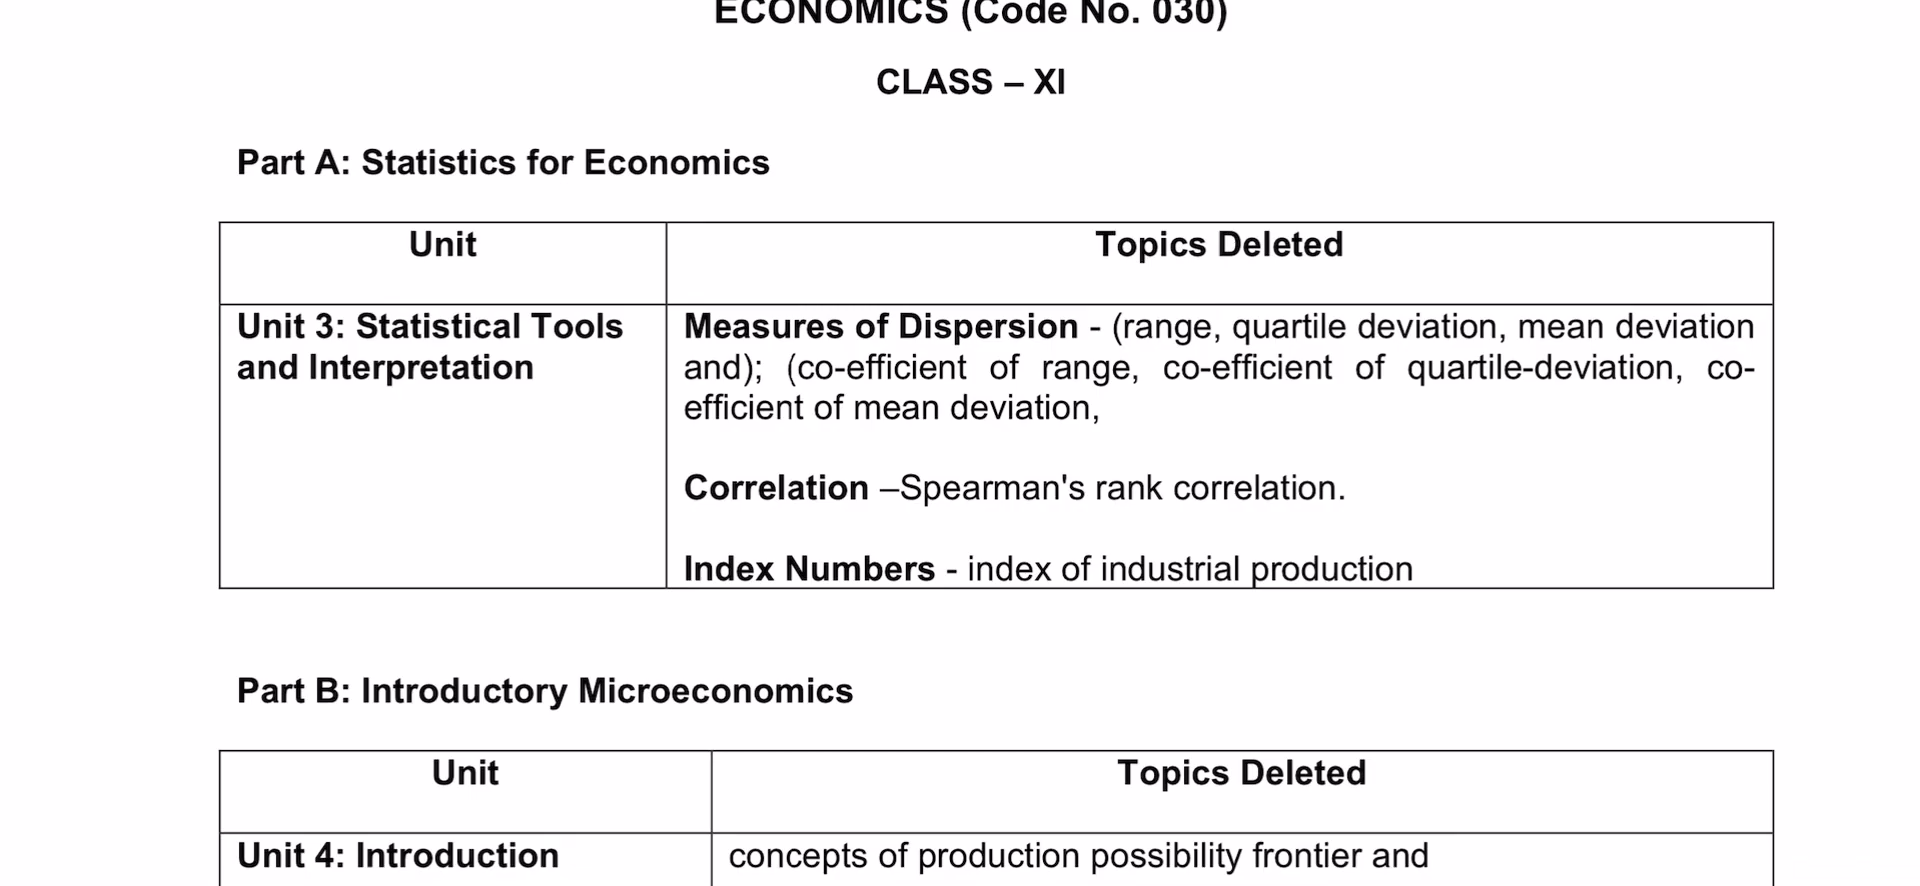 ECONOMICS (Code No. 030)
CLASS – XI
Part A: Statistics for Economics
Unit
Topics Deleted
Unit 3: Statistical Tools
and Interpretation
Measures of Dispersion - (range, quartile deviation, mean deviation
and); (co-efficient of range, co-efficient of quartile-deviation, co-
efficient of mean deviation,
Correlation –Spearman's rank correlation.
Index Numbers - index of industrial production
Part B: Introductory Microeconomics
Unit
Topics Deleted
Unit 4: Introduction
concepts of production possibility frontier and